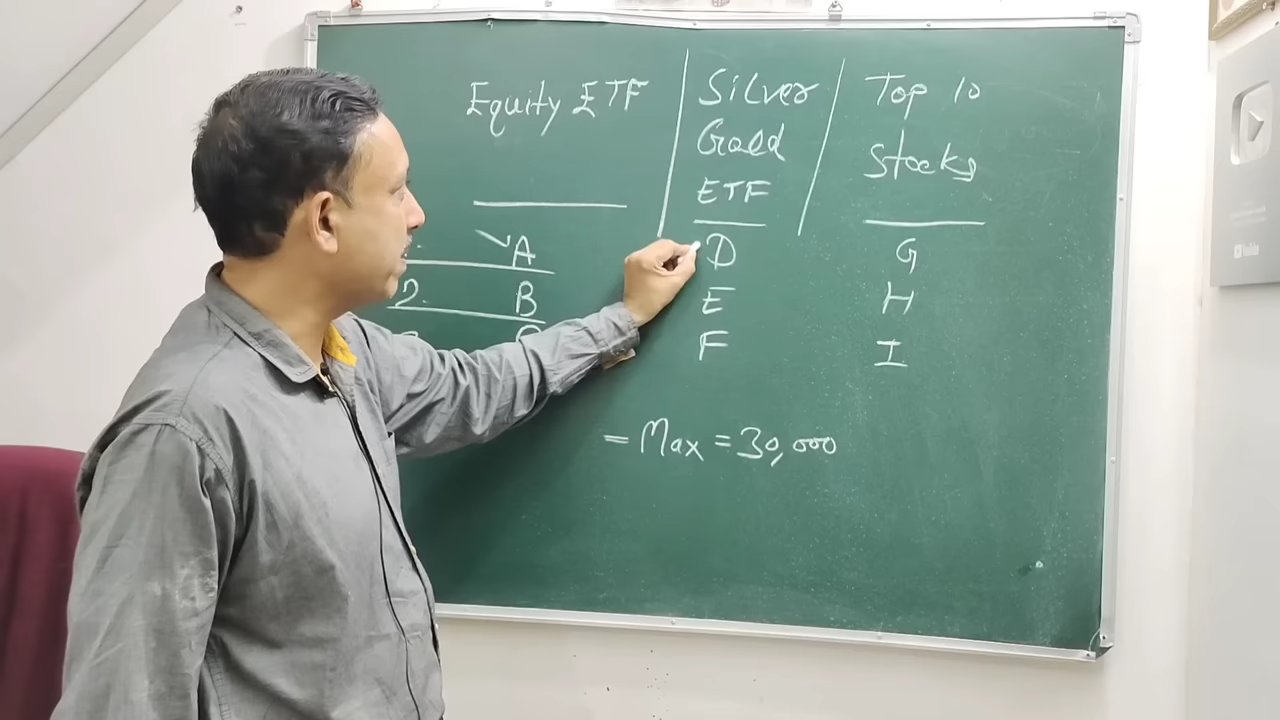 Equity ETF
Silver
Gold
ETF
Top 10
Stocks
A
D
G
2. B
E
H
F
I
= Max = 30,000